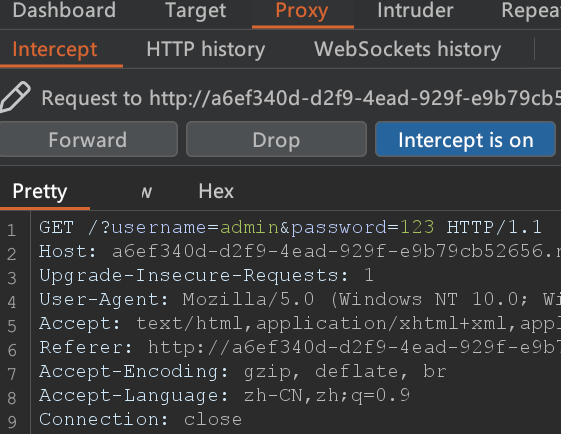 Dashboard Target Proxy Intruder Repea
Intercept HTTP history WebSockets history
Request to http://a6ef340d-d2f9-4ead-929f-e9b79cb5
Forward Drop Intercept is on
Pretty w Hex
1 GET /?username=admin&password=123 HTTP/1.1
2 Host: a6ef340d-d2f9-4ead-929f-e9b79cb52656.n
3 Upgrade-Insecure-Requests: 1
4 User-Agent: Mozilla/5.0 (Windows NT 10.0; Wi
5 Accept: text/html,application/xhtml+xml,appl
6 Referer: http://a6ef340d-d2f9-4ead-929f-e9b7
7 Accept-Encoding: gzip, deflate, br
8 Accept-Language: zh-CN,zh;q=0.9
9 Connection: close